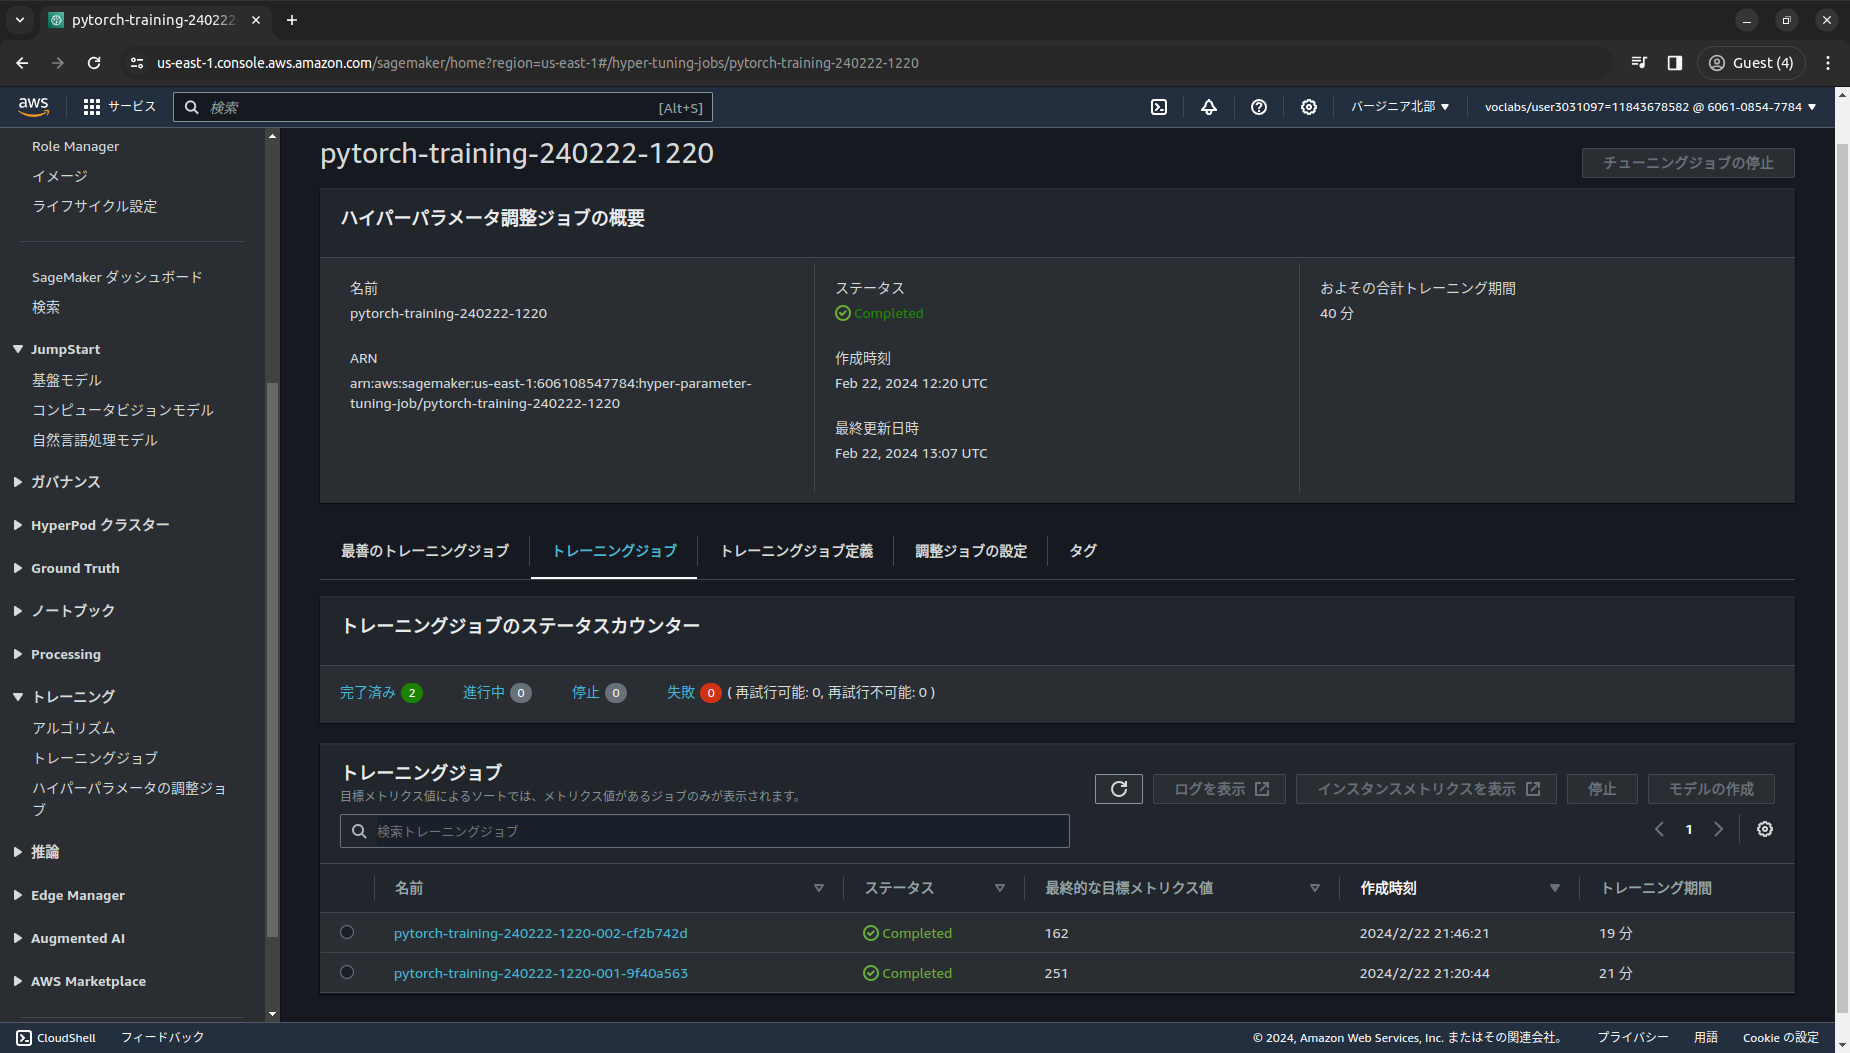 pytorch-training-240222-
us-east-1.console.aws.amazon.com/sagemaker/home?region=us-east-1#/hyper-tuning-jobs/pytorch-training-240222-1220
Guest (4)
aws
サービス
検索
[Alt+S]
バージニア北部
voclabs/user3031097=11843678582 @ 6061-0854-7784
Role Manager
イメージ
ライフサイクル設定
SageMaker ダッシュボード
検索
JumpStart
基盤モデル
コンピュータビジョンモデル
自然言語処理モデル
ガバナンス
HyperPod クラスター
Ground Truth
ノートブック
Processing
トレーニング
アルゴリズム
トレーニングジョブ
ハイパーパラメータの調整ジョ
ブ
推論
Edge Manager
Augmented AI
AWS Marketplace
pytorch-training-240222-1220
チューニングジョブの停止
ハイパーパラメータ調整ジョブの概要
名前
pytorch-training-240222-1220
ARN
arn:aws:sagemaker:us-east-1:606108547784:hyper-parameter-
tuning-job/pytorch-training-240222-1220
ステータス
Completed
作成時刻
Feb 22, 2024 12:20 UTC
最終更新日時
Feb 22, 2024 13:07 UTC
およその合計トレーニング期間
40 分
最善のトレーニングジョブ
トレーニングジョブ
トレーニングジョブ定義
調整ジョブの設定
タグ
トレーニングジョブのステータスカウンター
完了済み 2 進行中 0 停止 0 失敗 0 ( 再試行可能: 0, 再試行不可能: 0 )
トレーニングジョブ
目標メトリクス値によるソートでは、メトリクス値があるジョブのみが表示されます。
ログを表示
インスタンスメトリクスを表示
停止
モデルの作成
検索トレーニングジョブ
1
名前 ステータス 最終的な目標メトリクス値 作成時刻 トレーニング期間
pytorch-training-240222-1220-002-cf2b742d Completed 162 2024/2/22 21:46:21 19 分
pytorch-training-240222-1220-001-9f40a563 Completed 251 2024/2/22 21:20:44 21 分
CloudShell
フィードバック
© 2024, Amazon Web Services, Inc. またはその関連会社。
プライバシー
用語
Cookie の設定